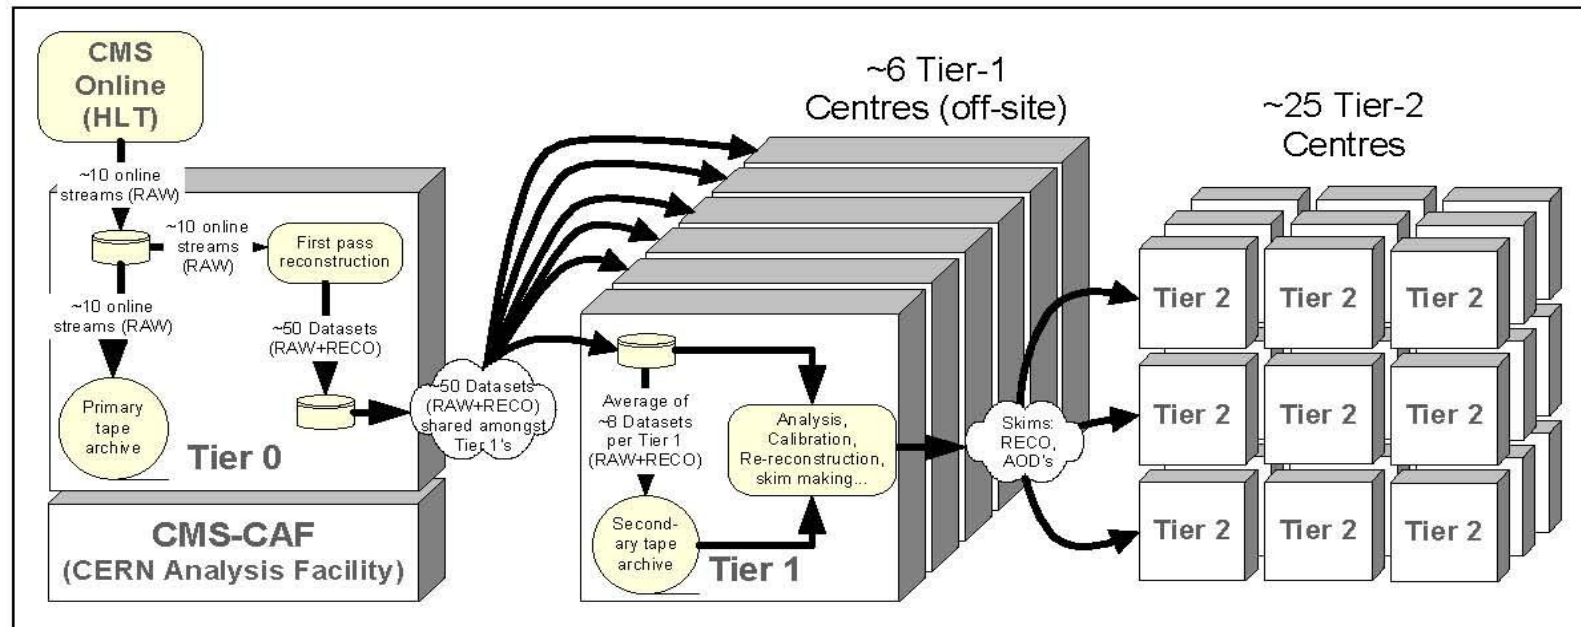 CMS
Online
(HLT)
~10 online
streams (RAW)
~10 online
streams
(RAW)
First pass
reconstruction
~10 online
streams (RAW)
~50 Datasets
(RAW+RECO)
Primary
tape
archive
Tier 0
~50 Datasets
(RAW+RECO)
shared amongst
Tier 1's
CMS-CAF
(CERN Analysis Facility)
~6 Tier-1
Centres (off-site)
Average of
~8 Datasets
per Tier 1
(RAW+RECO)
Analysis,
Calibration,
Re-reconstruction,
skim making...
Second-
ary tape
archive
Tier 1
Skims:
RECO,
AOD's
~25 Tier-2
Centres
Tier 2
Tier 2
Tier 2
Tier 2
Tier 2
Tier 2
Tier 2
Tier 2
Tier 2